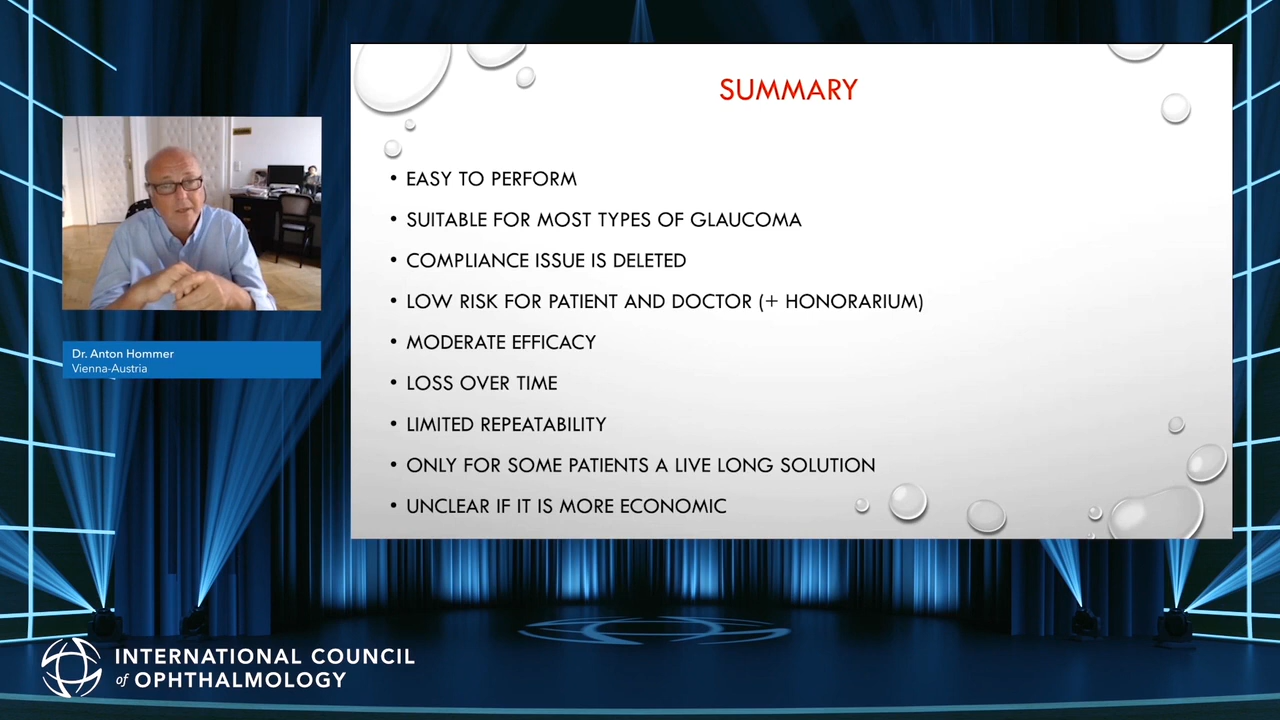 SUMMARY
• EASY TO PERFORM
• SUITABLE FOR MOST TYPES OF GLAUCOMA
• COMPLIANCE ISSUE IS DELETED
• LOW RISK FOR PATIENT AND DOCTOR (+ HONORARIUM)
• MODERATE EFFICACY
• LOSS OVER TIME
• LIMITED REPEATABILITY
• ONLY FOR SOME PATIENTS A LIVE LONG SOLUTION
• UNCLEAR IF IT IS MORE ECONOMIC
Dr. Anton Hommer
Vienna-Austria
INTERNATIONAL COUNCIL
of OPHTHALMOLOGY